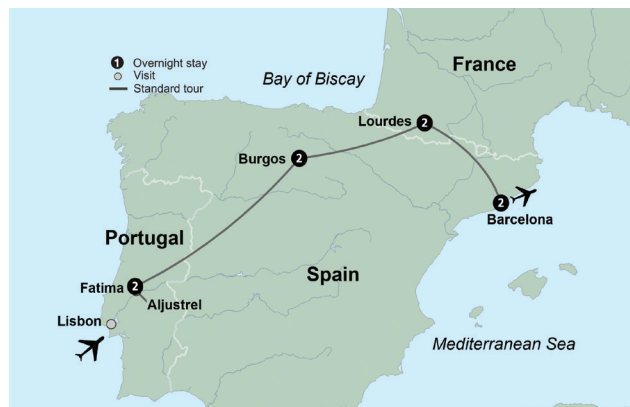 1 Overnight stay
Visit
Standard tour
Bay of Biscay
France
Lourdes 2
Burgos 2
2
Barcelona
Portugal
Spain
Fatima 2
Aljustrel
Lisbon
Mediterranean Sea